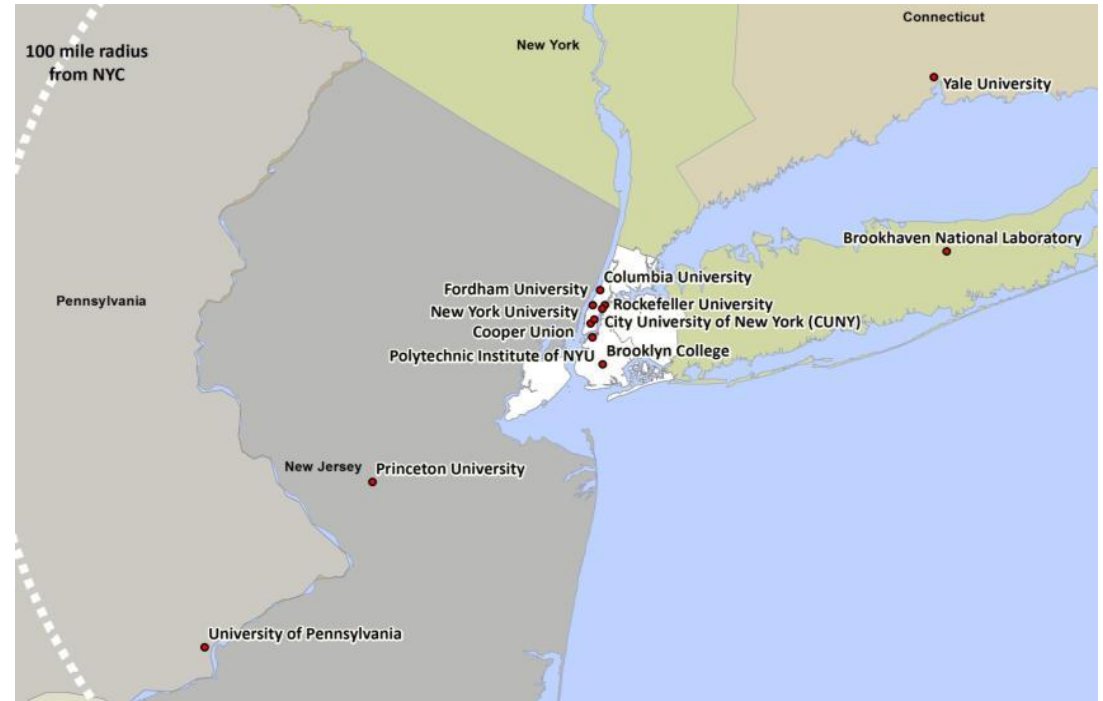 Connecticut
New York
100 mile radius
from NYC
Yale University
Brookhaven National Laboratory
Columbia University
Fordham University
Pennsylvania
Rockefeller University
New York University
City University of New York (CUNY)
Cooper Union
Brooklyn College
Polytechnic Institute of NYU
New Jersey
Princeton University
University of Pennsylvania